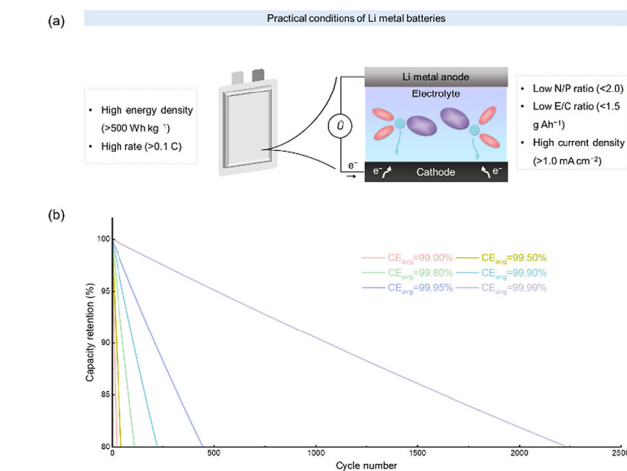 (a)
Practical conditions of Li metal batteries
• High energy density
(>500 Wh kg⁻¹)
• High rate (>0.1 C)
Li metal anode
Electrolyte
e⁻
e⁻
Cathode
e⁻
• Low N/P ratio (<2.0)
• Low E/C ratio (<1.5
g Ah⁻¹)
• High current density
(>1.0 mA cm⁻²)
(b)
Capacity retention (%)
100
95
90
85
80
CEavg=99.00%
CEavg=99.50%
CEavg=99.80%
CEavg=99.90%
CEavg=99.95%
CEavg=99.99%
0
500
1000
1500
2000
2500
Cycle number